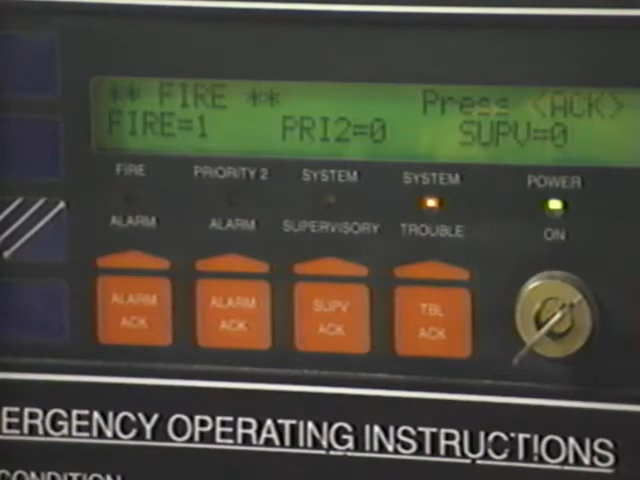 ** FIRE ** Press <ACK>
FIRE=1 PRI2=0 SUPV=0
FIRE PRIORITY 2 SYSTEM SYSTEM POWER
ALARM ALARM SUPERVISORY TROUBLE ON
ALARM ALARM SUPV TBL
ACK ACK ACK ACK
ERGENCY OPERATING INSTRUCTIONS
CONDITION